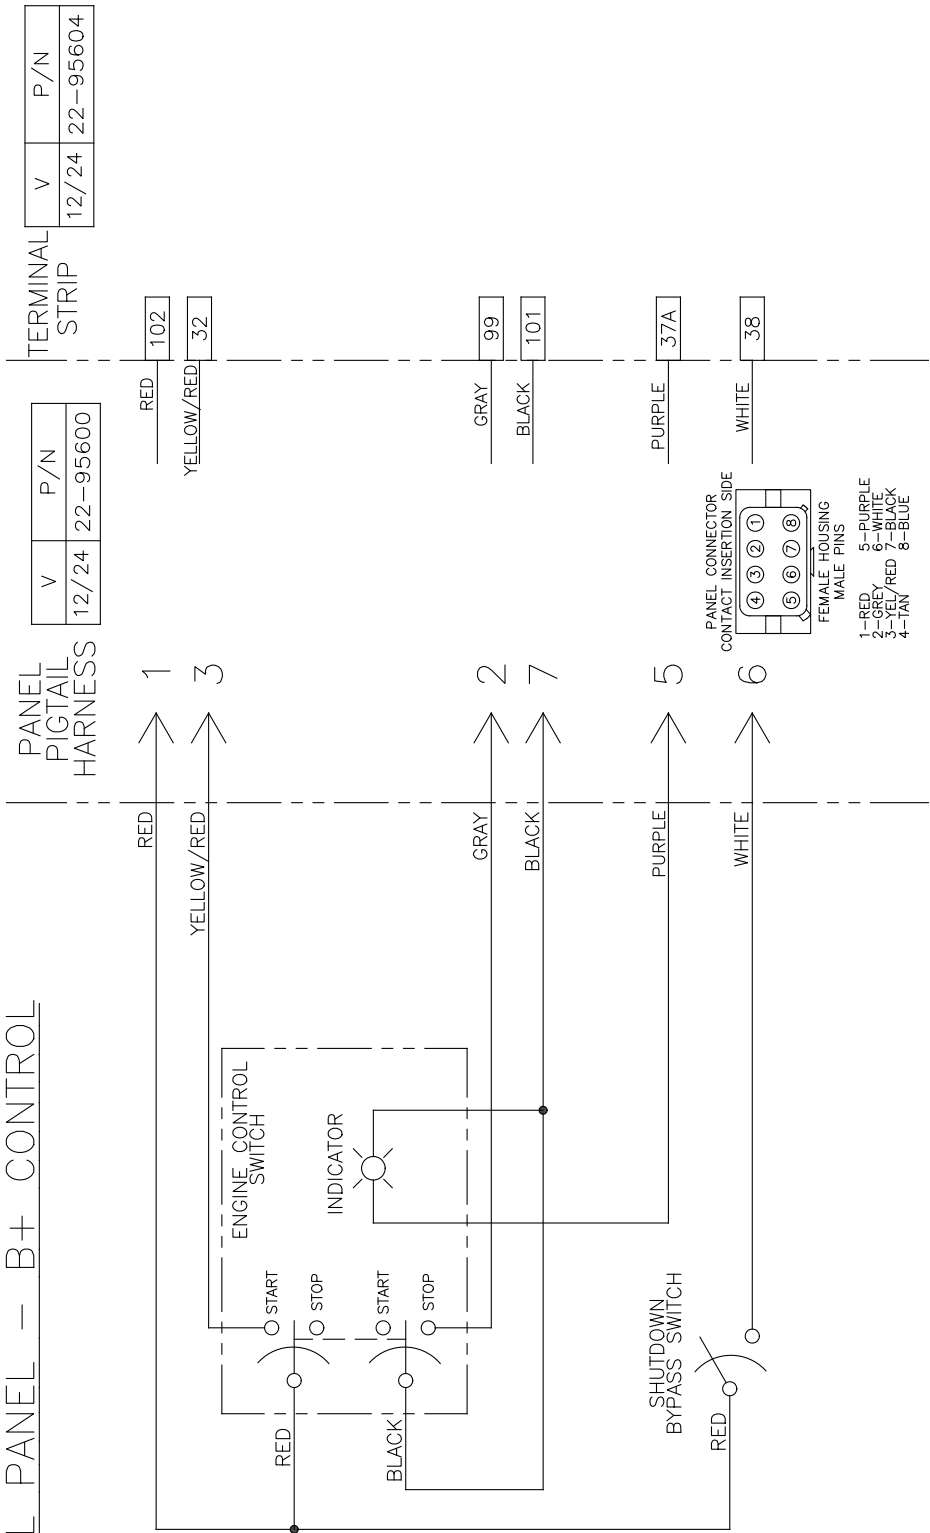 L PANEL - B+ CONTROL
PANEL
PIGTAIL
HARNESS
V P/N
12/24 22-95600
TERMINAL
STRIP
V P/N
12/24 22-95604
RED
1
RED
102
YELLOW/RED
3
YELLOW/RED
32
ENGINE CONTROL
SWITCH
START
STOP
START
STOP
INDICATOR
RED
BLACK
GRAY
2
GRAY
99
BLACK
7
BLACK
101
PURPLE
5
PURPLE
37A
WHITE
6
WHITE
38
SHUTDOWN
BYPASS SWITCH
RED
PANEL CONNECTOR
CONTACT INSERTION SIDE
4 3 2 1
5 6 7 8
FEMALE HOUSING
MALE PINS
1-RED 5-PURPLE
2-GREY 6-WHITE
3-YEL/RED 7-BLACK
4-TAN 8-BLUE